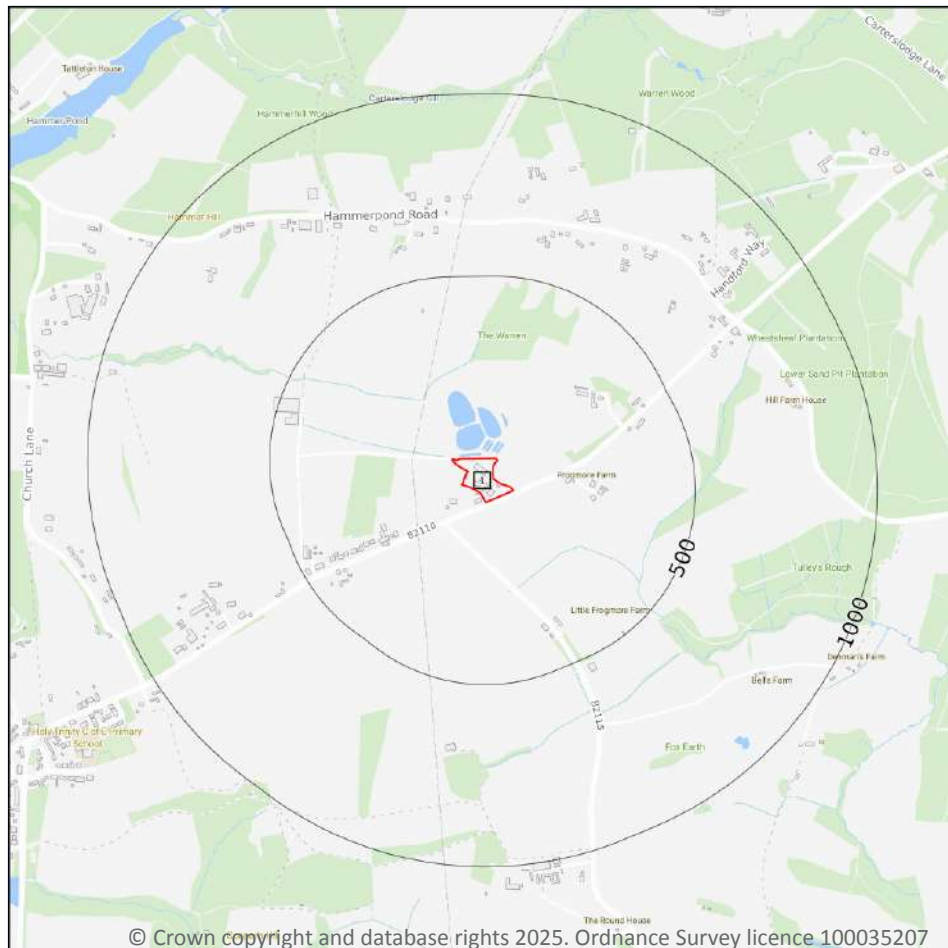 Carterslodge Lane
Tattleton House
Warren Wood
Carterslodge Gill
Hammerhill Wood
Hammer Pond
Hammerpond Road
Hammer Hill
Handford Way
The Warren
Wheatsheaf Plantation
Lower Sand Pit Plantation
Hill Farm House
Church Lane
Frogmore Farm
1
B2110
500
Tulley's Rough
Little Frogmore Farm
1000
Denman's Farm
Bells Farm
B2115
Holy Trinity C of E Primary
School
Fox Earth
The Round House
© Crown copyright and database rights 2025. Ordnance Survey licence 100035207